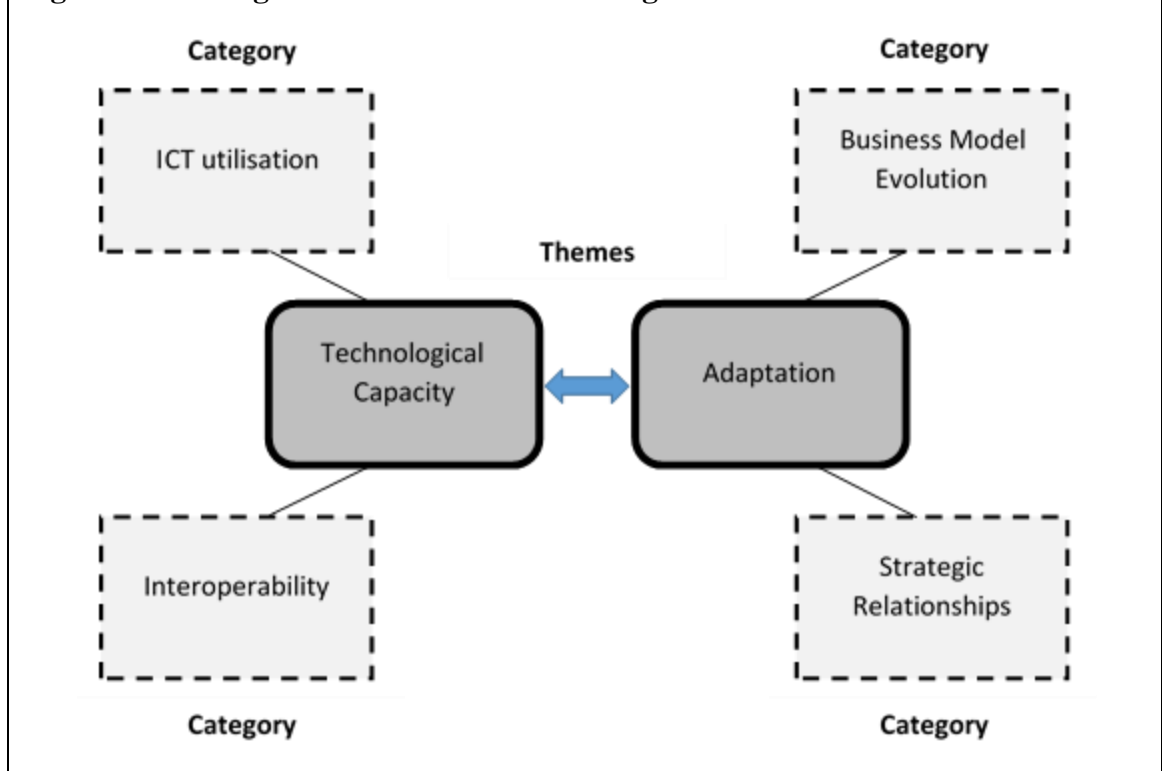 Category
Category
ICT utilisation
Business Model
Evolution
Themes
Technological
Capacity
Adaptation
Interoperability
Strategic
Relationships
Category
Category